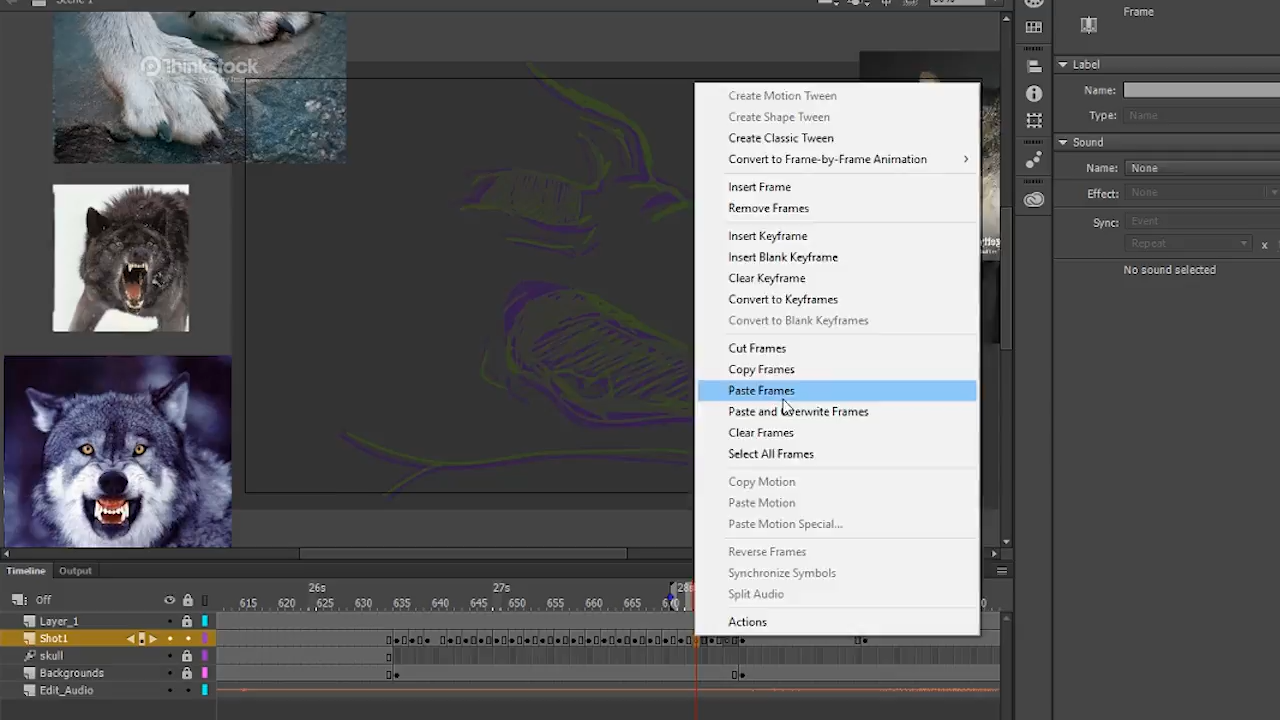 Scene 1
Thinkstock
Create Motion Tween
Create Shape Tween
Create Classic Tween
Convert to Frame-by-Frame Animation
Insert Frame
Remove Frames
Insert Keyframe
Insert Blank Keyframe
Clear Keyframe
Convert to Keyframes
Convert to Blank Keyframes
Cut Frames
Copy Frames
Paste Frames
Paste and Overwrite Frames
Clear Frames
Select All Frames
Copy Motion
Paste Motion
Paste Motion Special...
Reverse Frames
Synchronize Symbols
Split Audio
Actions
Frame
Label
Name:
Type: Name
Sound
Name: None
Effect: None
Sync: Event
Repeat x
No sound selected
Timeline Output
26s 27s 28s
Off 615 620 625 630 635 640 645 650 655 660 665
Layer_1
Shot1
skull
Backgrounds
Edit_Audio